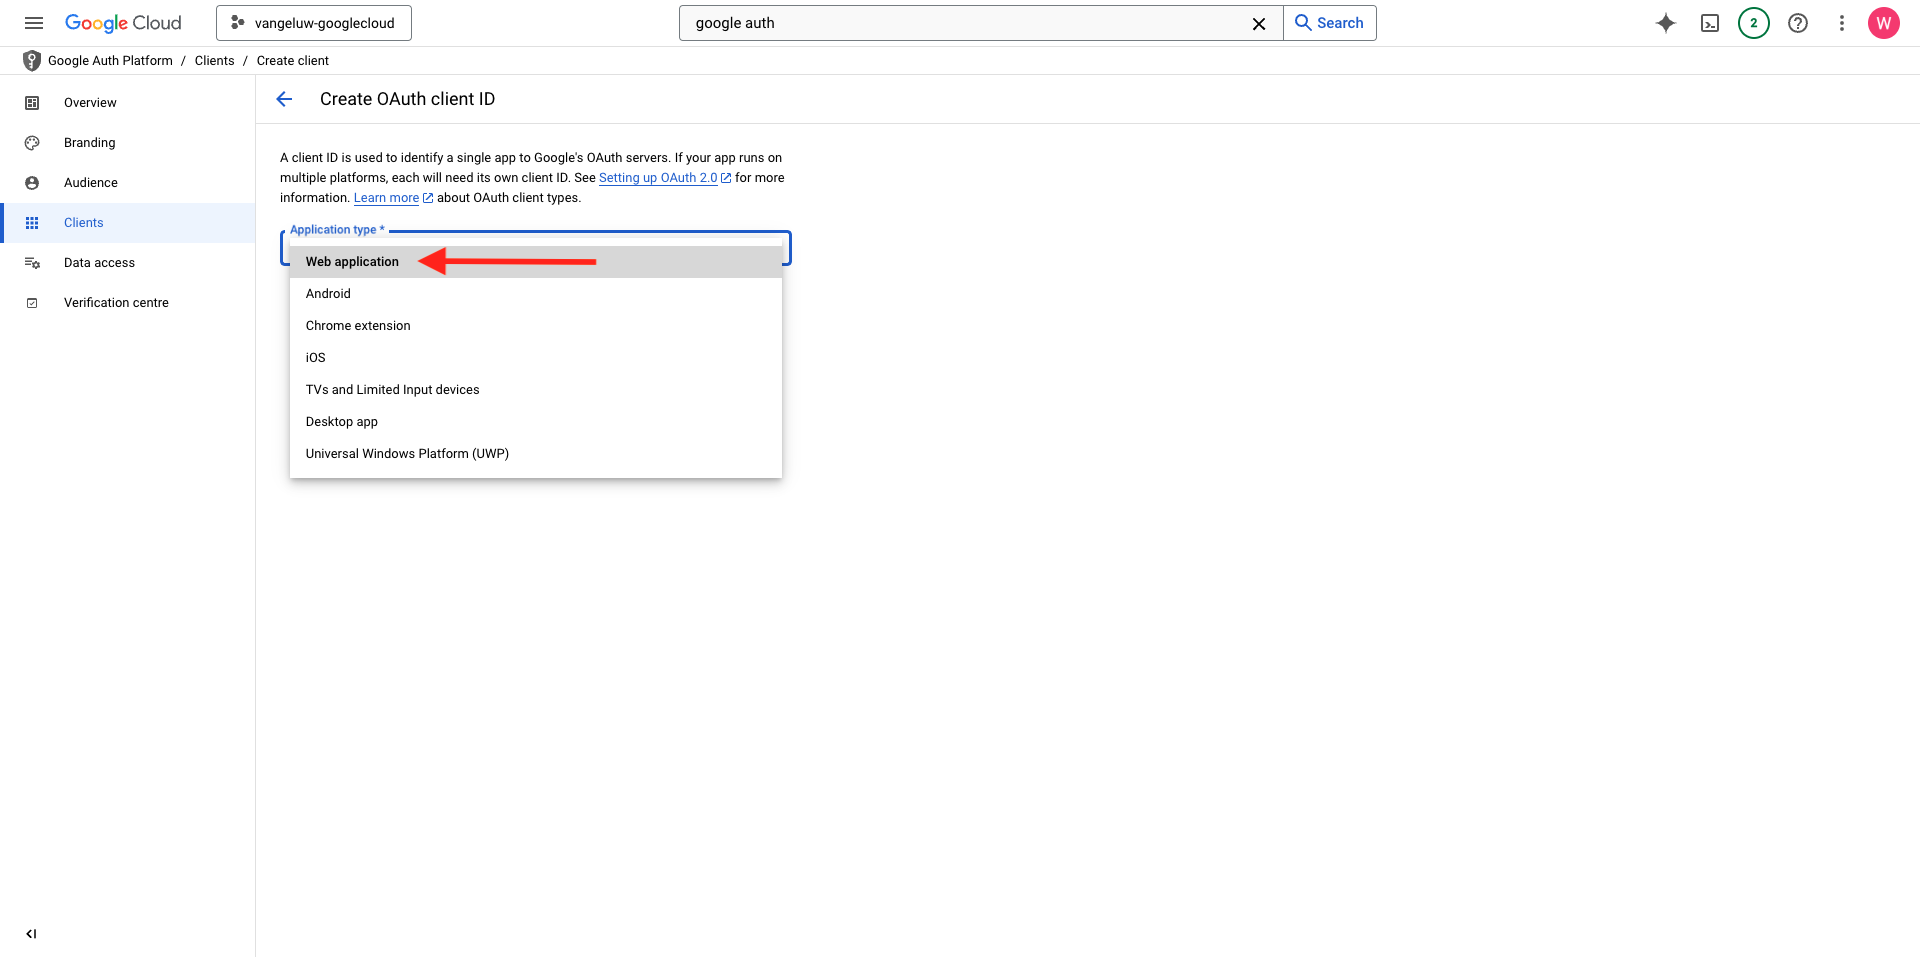 Google Cloud
vangeluw-googlecloud
google auth
Search
2
W
Google Auth Platform / Clients / Create client
Overview
Branding
Audience
Clients
Data access
Verification centre
Create OAuth client ID
A client ID is used to identify a single app to Google's OAuth servers. If your app runs on
multiple platforms, each will need its own client ID. See Setting up OAuth 2.0 for more
information. Learn more about OAuth client types.
Application type *
Web application
Android
Chrome extension
iOS
TVs and Limited Input devices
Desktop app
Universal Windows Platform (UWP)